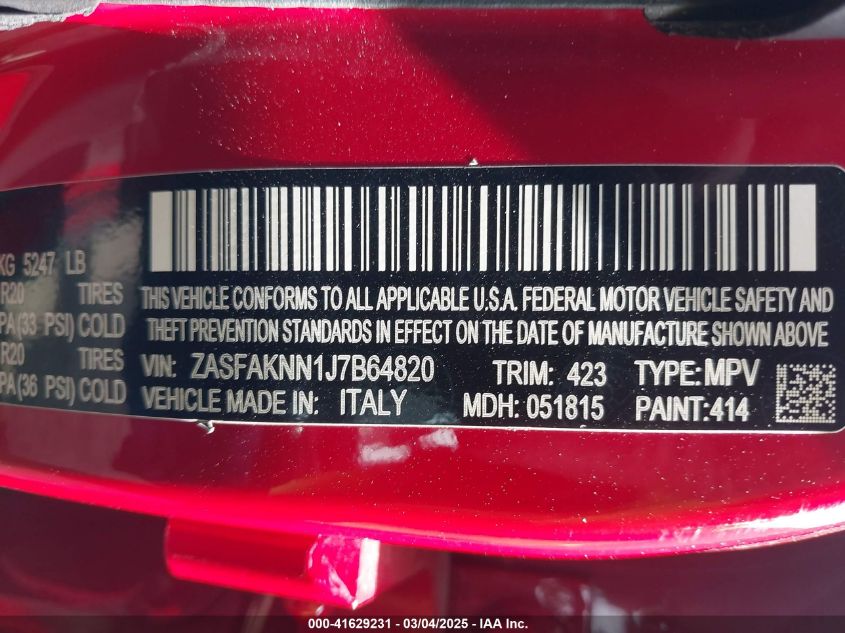 KG 5247 LB
R20 TIRES
PA(33 PSI) COLD
R20 TIRES
PA(36 PSI) COLD
THIS VEHICLE CONFORMS TO ALL APPLICABLE U.S.A. FEDERAL MOTOR VEHICLE SAFETY AND
THEFT PREVENTION STANDARDS IN EFFECT ON THE DATE OF MANUFACTURE SHOWN ABOVE
VIN: ZASFAKNN1J7B64820 TRIM: 423 TYPE: MPV
VEHICLE MADE IN: ITALY MDH: 051815 PAINT: 414
000-41629231 - 03/04/2025 - IAA Inc.